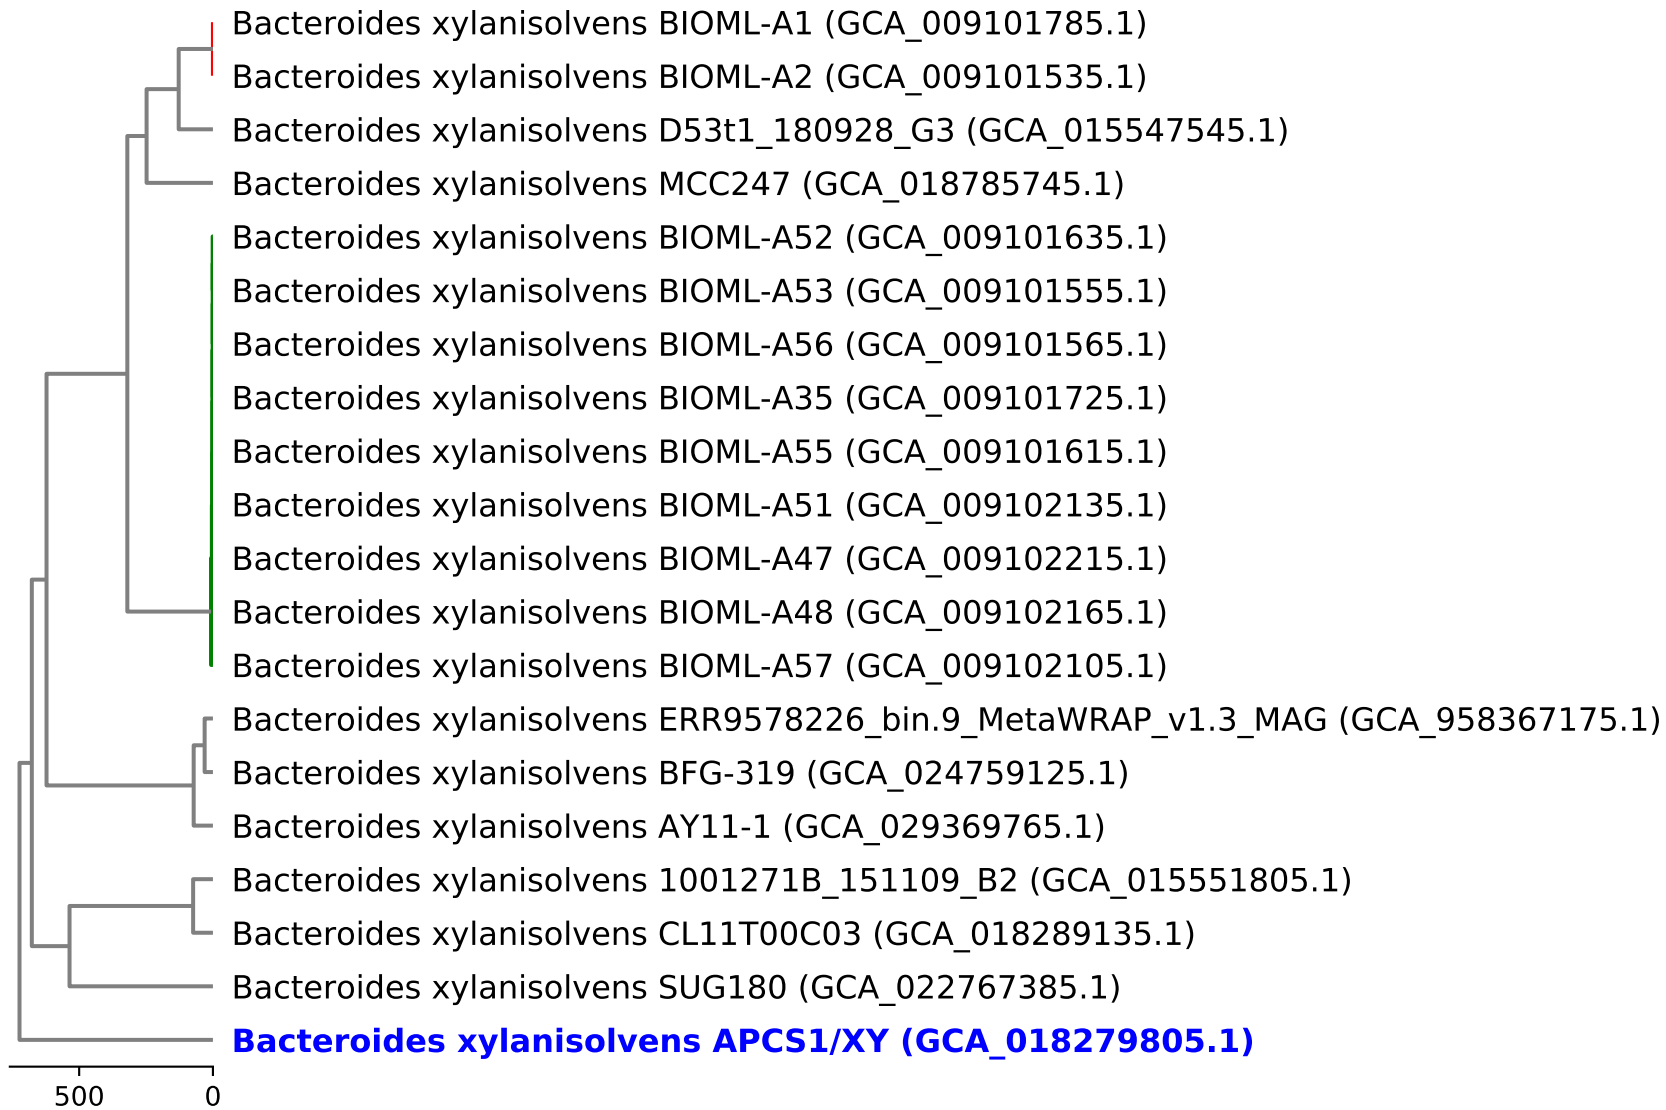 Bacteroides xylanisolvens BIOML-A1 (GCA_009101785.1)
Bacteroides xylanisolvens BIOML-A2 (GCA_009101535.1)
Bacteroides xylanisolvens D53t1_180928_G3 (GCA_015547545.1)
Bacteroides xylanisolvens MCC247 (GCA_018785745.1)
Bacteroides xylanisolvens BIOML-A52 (GCA_009101635.1)
Bacteroides xylanisolvens BIOML-A53 (GCA_009101555.1)
Bacteroides xylanisolvens BIOML-A56 (GCA_009101565.1)
Bacteroides xylanisolvens BIOML-A35 (GCA_009101725.1)
Bacteroides xylanisolvens BIOML-A55 (GCA_009101615.1)
Bacteroides xylanisolvens BIOML-A51 (GCA_009102135.1)
Bacteroides xylanisolvens BIOML-A47 (GCA_009102215.1)
Bacteroides xylanisolvens BIOML-A48 (GCA_009102165.1)
Bacteroides xylanisolvens BIOML-A57 (GCA_009102105.1)
Bacteroides xylanisolvens ERR9578226_bin.9_MetaWRAP_v1.3_MAG (GCA_958367175.1)
Bacteroides xylanisolvens BFG-319 (GCA_024759125.1)
Bacteroides xylanisolvens AY11-1 (GCA_029369765.1)
Bacteroides xylanisolvens 1001271B_151109_B2 (GCA_015551805.1)
Bacteroides xylanisolvens CL11T00C03 (GCA_018289135.1)
Bacteroides xylanisolvens SUG180 (GCA_022767385.1)
Bacteroides xylanisolvens APCS1/XY (GCA_018279805.1)
500 0